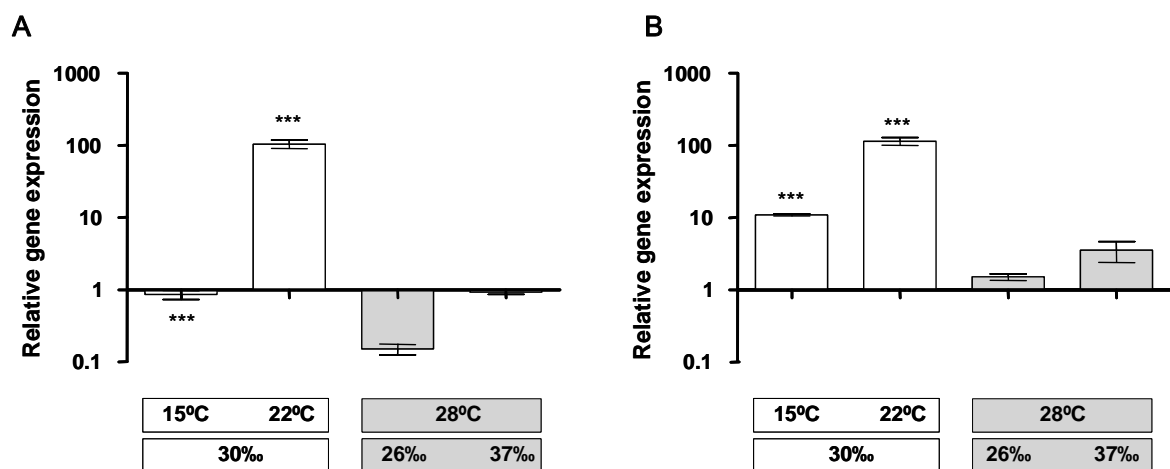 A
Relative gene expression
1000
100
10
1
0.1
***
***
15ºC 22ºC
28ºC
30‰
26‰ 37‰
B
Relative gene expression
1000
100
10
1
0.1
***
***
15ºC 22ºC
28ºC
30‰
26‰ 37‰